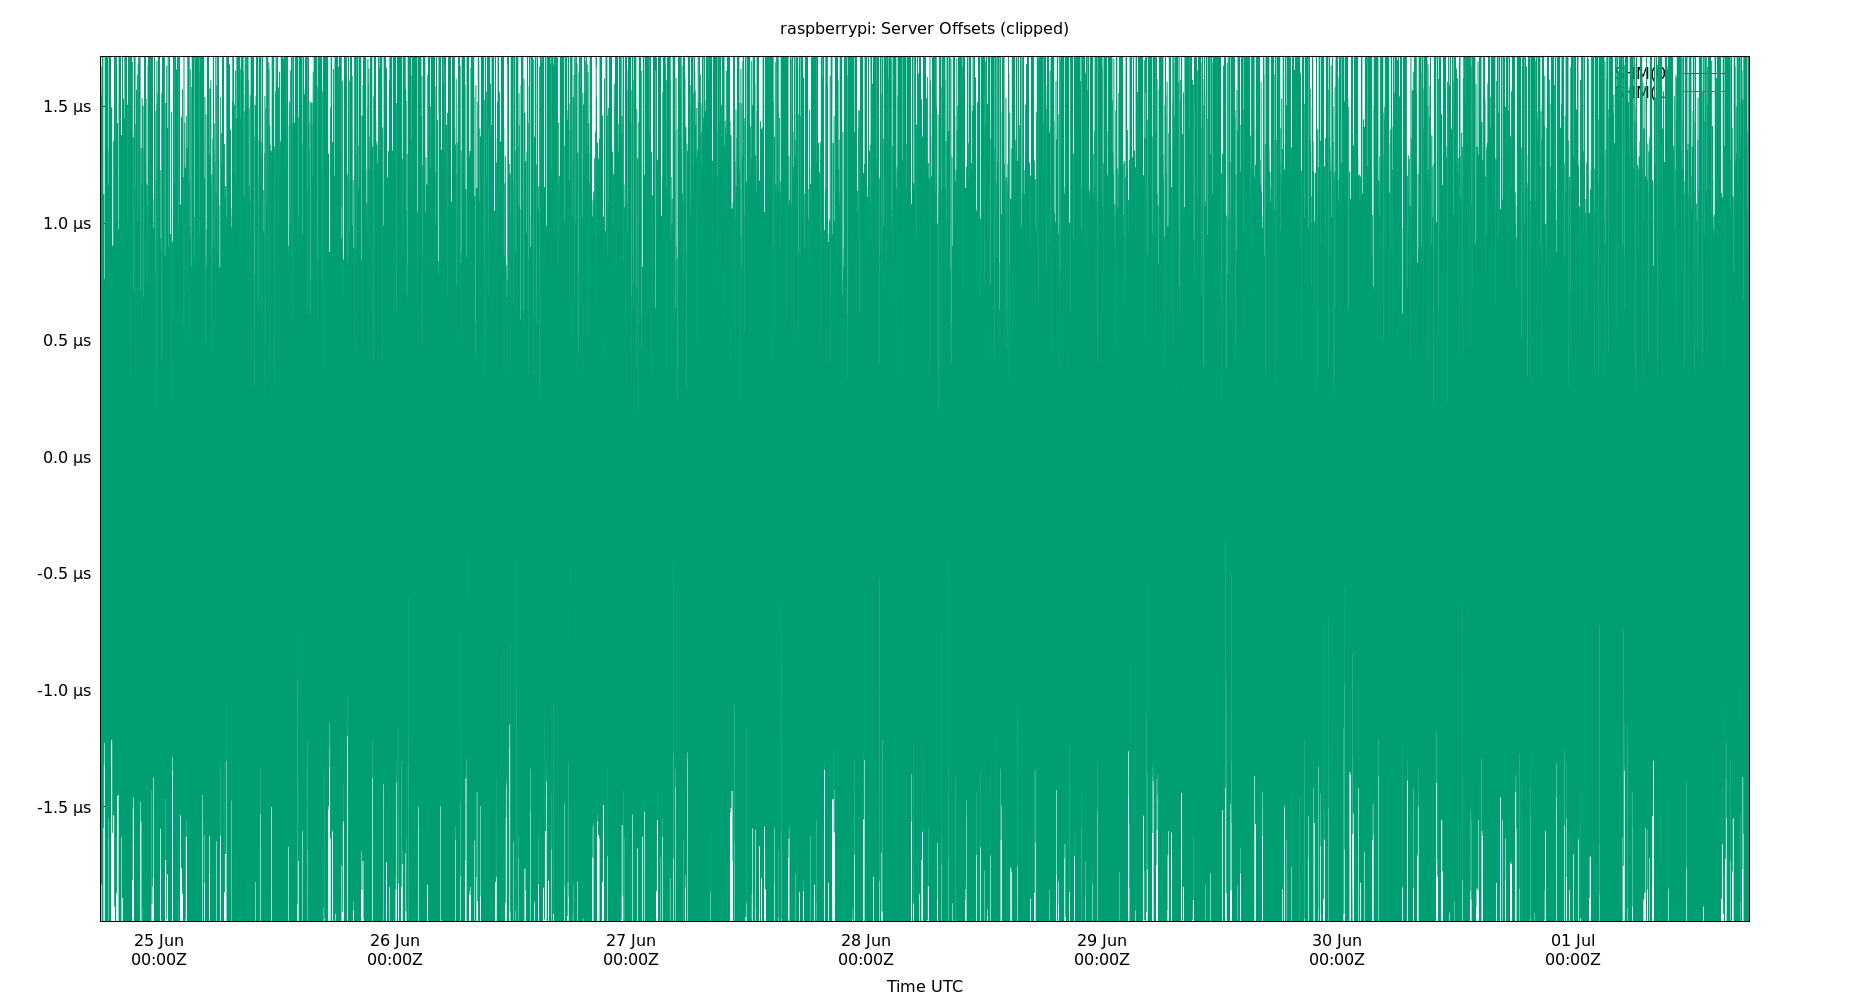 raspberrypi: Server Offsets (clipped)
1.5 µs
1.0 µs
0.5 µs
0.0 µs
-0.5 µs
-1.0 µs
-1.5 µs
25 Jun 26 Jun 27 Jun 28 Jun 29 Jun 30 Jun 01 Jul
00:00Z 00:00Z 00:00Z 00:00Z 00:00Z 00:00Z 00:00Z
Time UTC